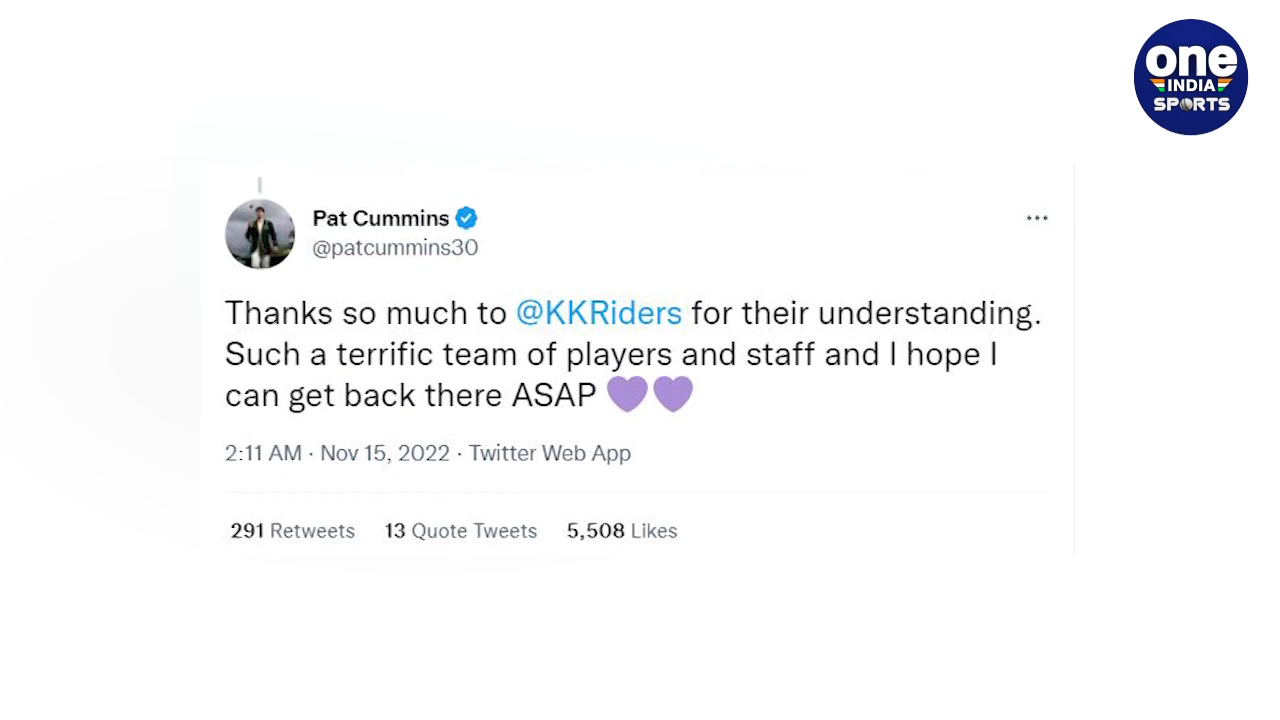 one
INDIA
SPORTS
Pat Cummins
@patcummins30
Thanks so much to @KKRiders for their understanding.
Such a terrific team of players and staff and I hope I
can get back there ASAP 💜💜
2:11 AM · Nov 15, 2022 · Twitter Web App
291 Retweets 13 Quote Tweets 5,508 Likes